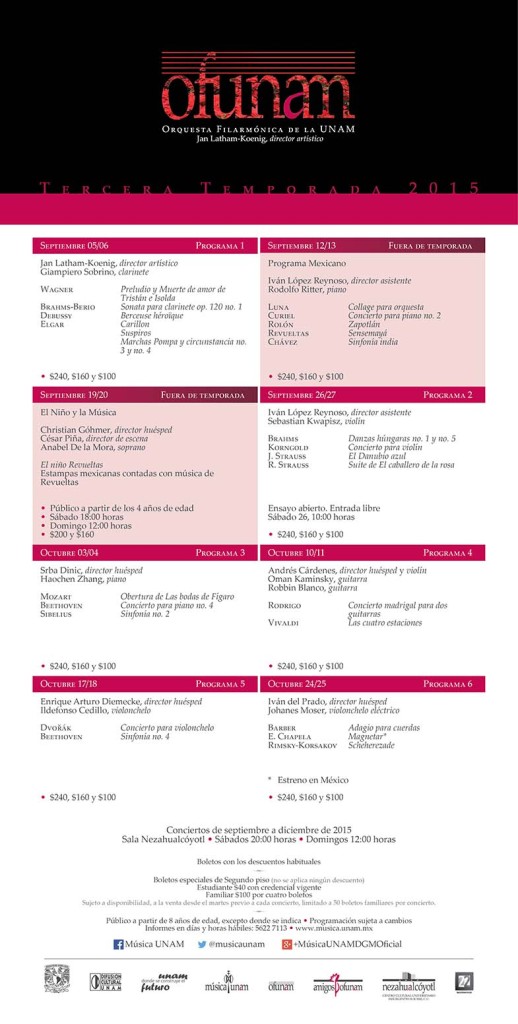 ofunam
Orquesta Filarmónica de la UNAM
Jan Latham-Koenig, director artístico
Tercera Temporada 2015
Septiembre 05/06 Programa 1
Jan Latham-Koenig, director artístico
Giampiero Sobrino, clarinete
Wagner Preludio y Muerte de amor de
Tristán e Isolda
Brahms-Berio Sonata para clarinete op. 120 no. 1
Debussy Berceuse héroïque
Elgar Carillon
Suspiros
Marchas Pompa y circunstancia no.
3 y no. 4
• $240, $160 y $100
Septiembre 12/13 Fuera de temporada
Programa Mexicano
Iván López Reynoso, director asistente
Rodolfo Ritter, piano
Luna Collage para orquesta
Curiel Concierto para piano no. 2
Rolón Zapotlán
Revueltas Sensemayá
Chávez Sinfonía india
• $240, $160 y $100
Septiembre 19/20 Fuera de temporada
El Niño y la Música
Christian Göhmer, director huésped
César Piña, director de escena
Anabel De la Mora, soprano
El niño Revueltas
Estampas mexicanas contadas con música de
Revueltas
• Público a partir de los 4 años de edad
• Sábado 18:00 horas
• Domingo 12:00 horas
• $200 y $160
Septiembre 26/27 Programa 2
Iván López Reynoso, director asistente
Sebastian Kwapisz, violín
Brahms Danzas húngaras no. 1 y no. 5
Korngold Concierto para violín
J. Strauss El Danubio azul
R. Strauss Suite de El caballero de la rosa
Ensayo abierto. Entrada libre
Sábado 26, 10:00 horas
• $240, $160 y $100
Octubre 03/04 Programa 3
Srba Dinic, director huésped
Haochen Zhang, piano
Mozart Obertura de Las bodas de Fígaro
Beethoven Concierto para piano no. 4
Sibelius Sinfonía no. 2
• $240, $160 y $100
Octubre 10/11 Programa 4
Andrés Cárdenes, director huésped y violín
Oman Kaminsky, guitarra
Robbin Blanco, guitarra
Rodrigo Concierto madrigal para dos
guitarras
Vivaldi Las cuatro estaciones
• $240, $160 y $100
Octubre 17/18 Programa 5
Enrique Arturo Diemecke, director huésped
Ildefonso Cedillo, violonchelo
Dvořák Concierto para violonchelo
Beethoven Sinfonía no. 4
• $240, $160 y $100
Octubre 24/25 Programa 6
Iván del Prado, director huésped
Johanes Moser, violonchelo eléctrico
Barber Adagio para cuerdas
E. Chapela Magnetar*
Rimsky-Korsakov Scheherezade
* Estreno en México
• $240, $160 y $100
Conciertos de septiembre a diciembre de 2015
Sala Nezahualcóyotl • Sábados 20:00 horas • Domingos 12:00 horas
Boletos con los descuentos habituales
Boletos especiales de Segundo piso (no se aplica ningún descuento)
Estudiante $40 con credencial vigente
Familiar $100 por cuatro boletos
Sujeto a disponibilidad, a la venta desde el martes previo a cada concierto, limitado a 50 boletos familiares por concierto.
Público a partir de 8 años de edad, excepto donde se indica • Programación sujeta a cambios
Informes en días y horas hábiles: 5622 7113 • www.musica.unam.mx
Música UNAM @musicaunam +MúsicaUNAMDGMOficial
DIFUSIÓN CULTURAL UNAM
unam
donde se construye el
futuro
música unam
ofunam
amigos ofunam
nezahualcóyotl